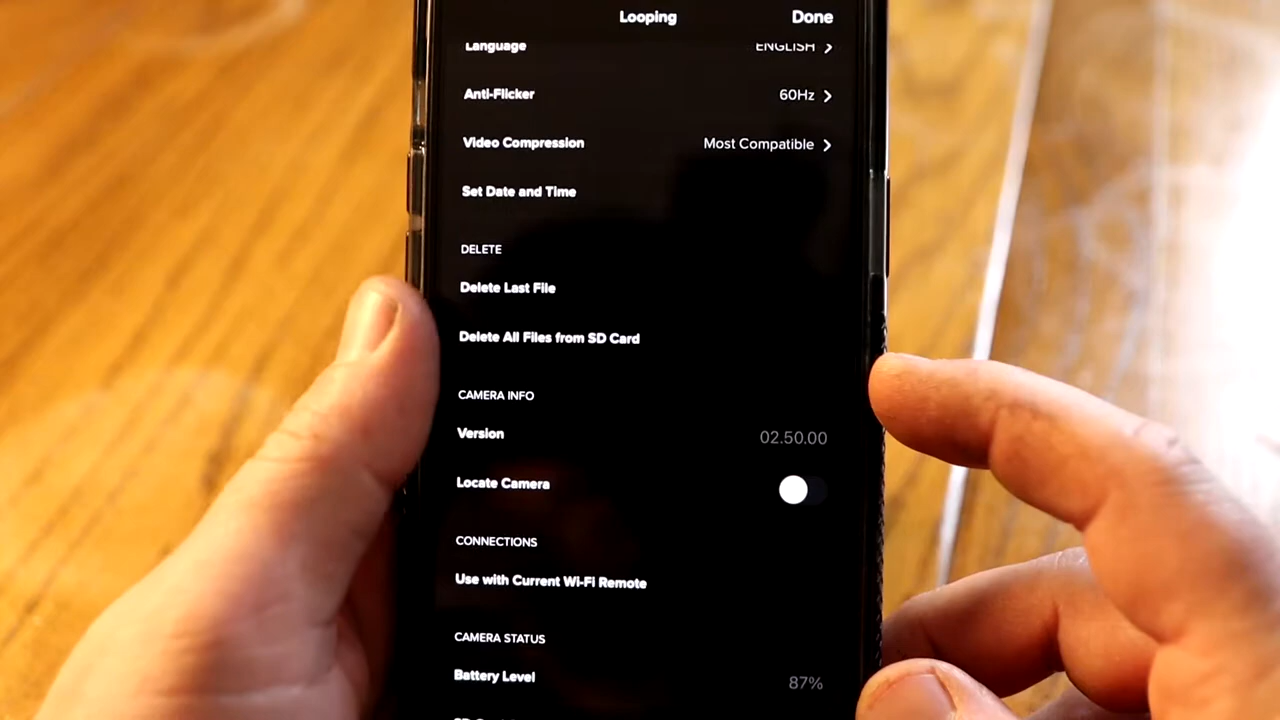 Looping Done
Language ENGLISH
Anti-Flicker 60Hz
Video Compression Most Compatible
Set Date and Time
DELETE
Delete Last File
Delete All Files from SD Card
CAMERA INFO
Version 02.50.00
Locate Camera
CONNECTIONS
Use with Current Wi-Fi Remote
CAMERA STATUS
Battery Level 87%